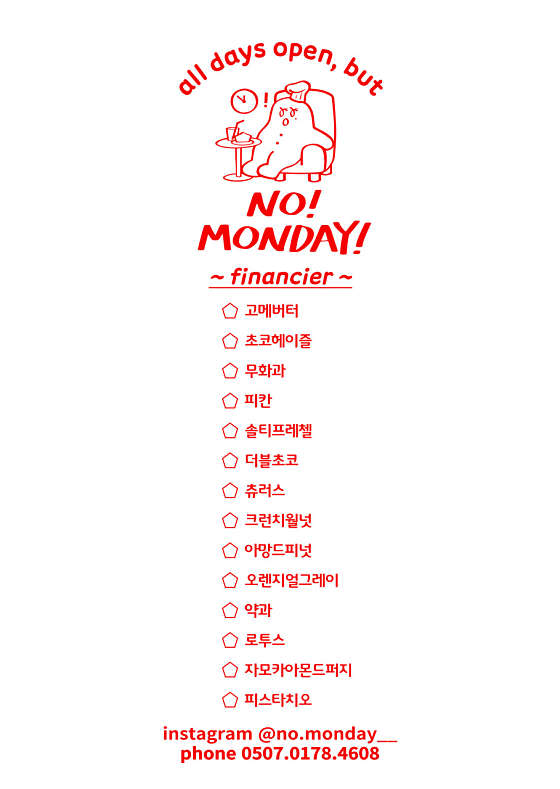 all days open, but
!
NO!
MONDAY!
~ financier ~
고메버터
초코헤이즐
무화과
피칸
솔티프레첼
더블초코
츄러스
크런치월넛
아망드피넛
오렌지얼그레이
약과
로투스
자모카아몬드퍼지
피스타치오
instagram @no.monday__
phone 0507.0178.4608